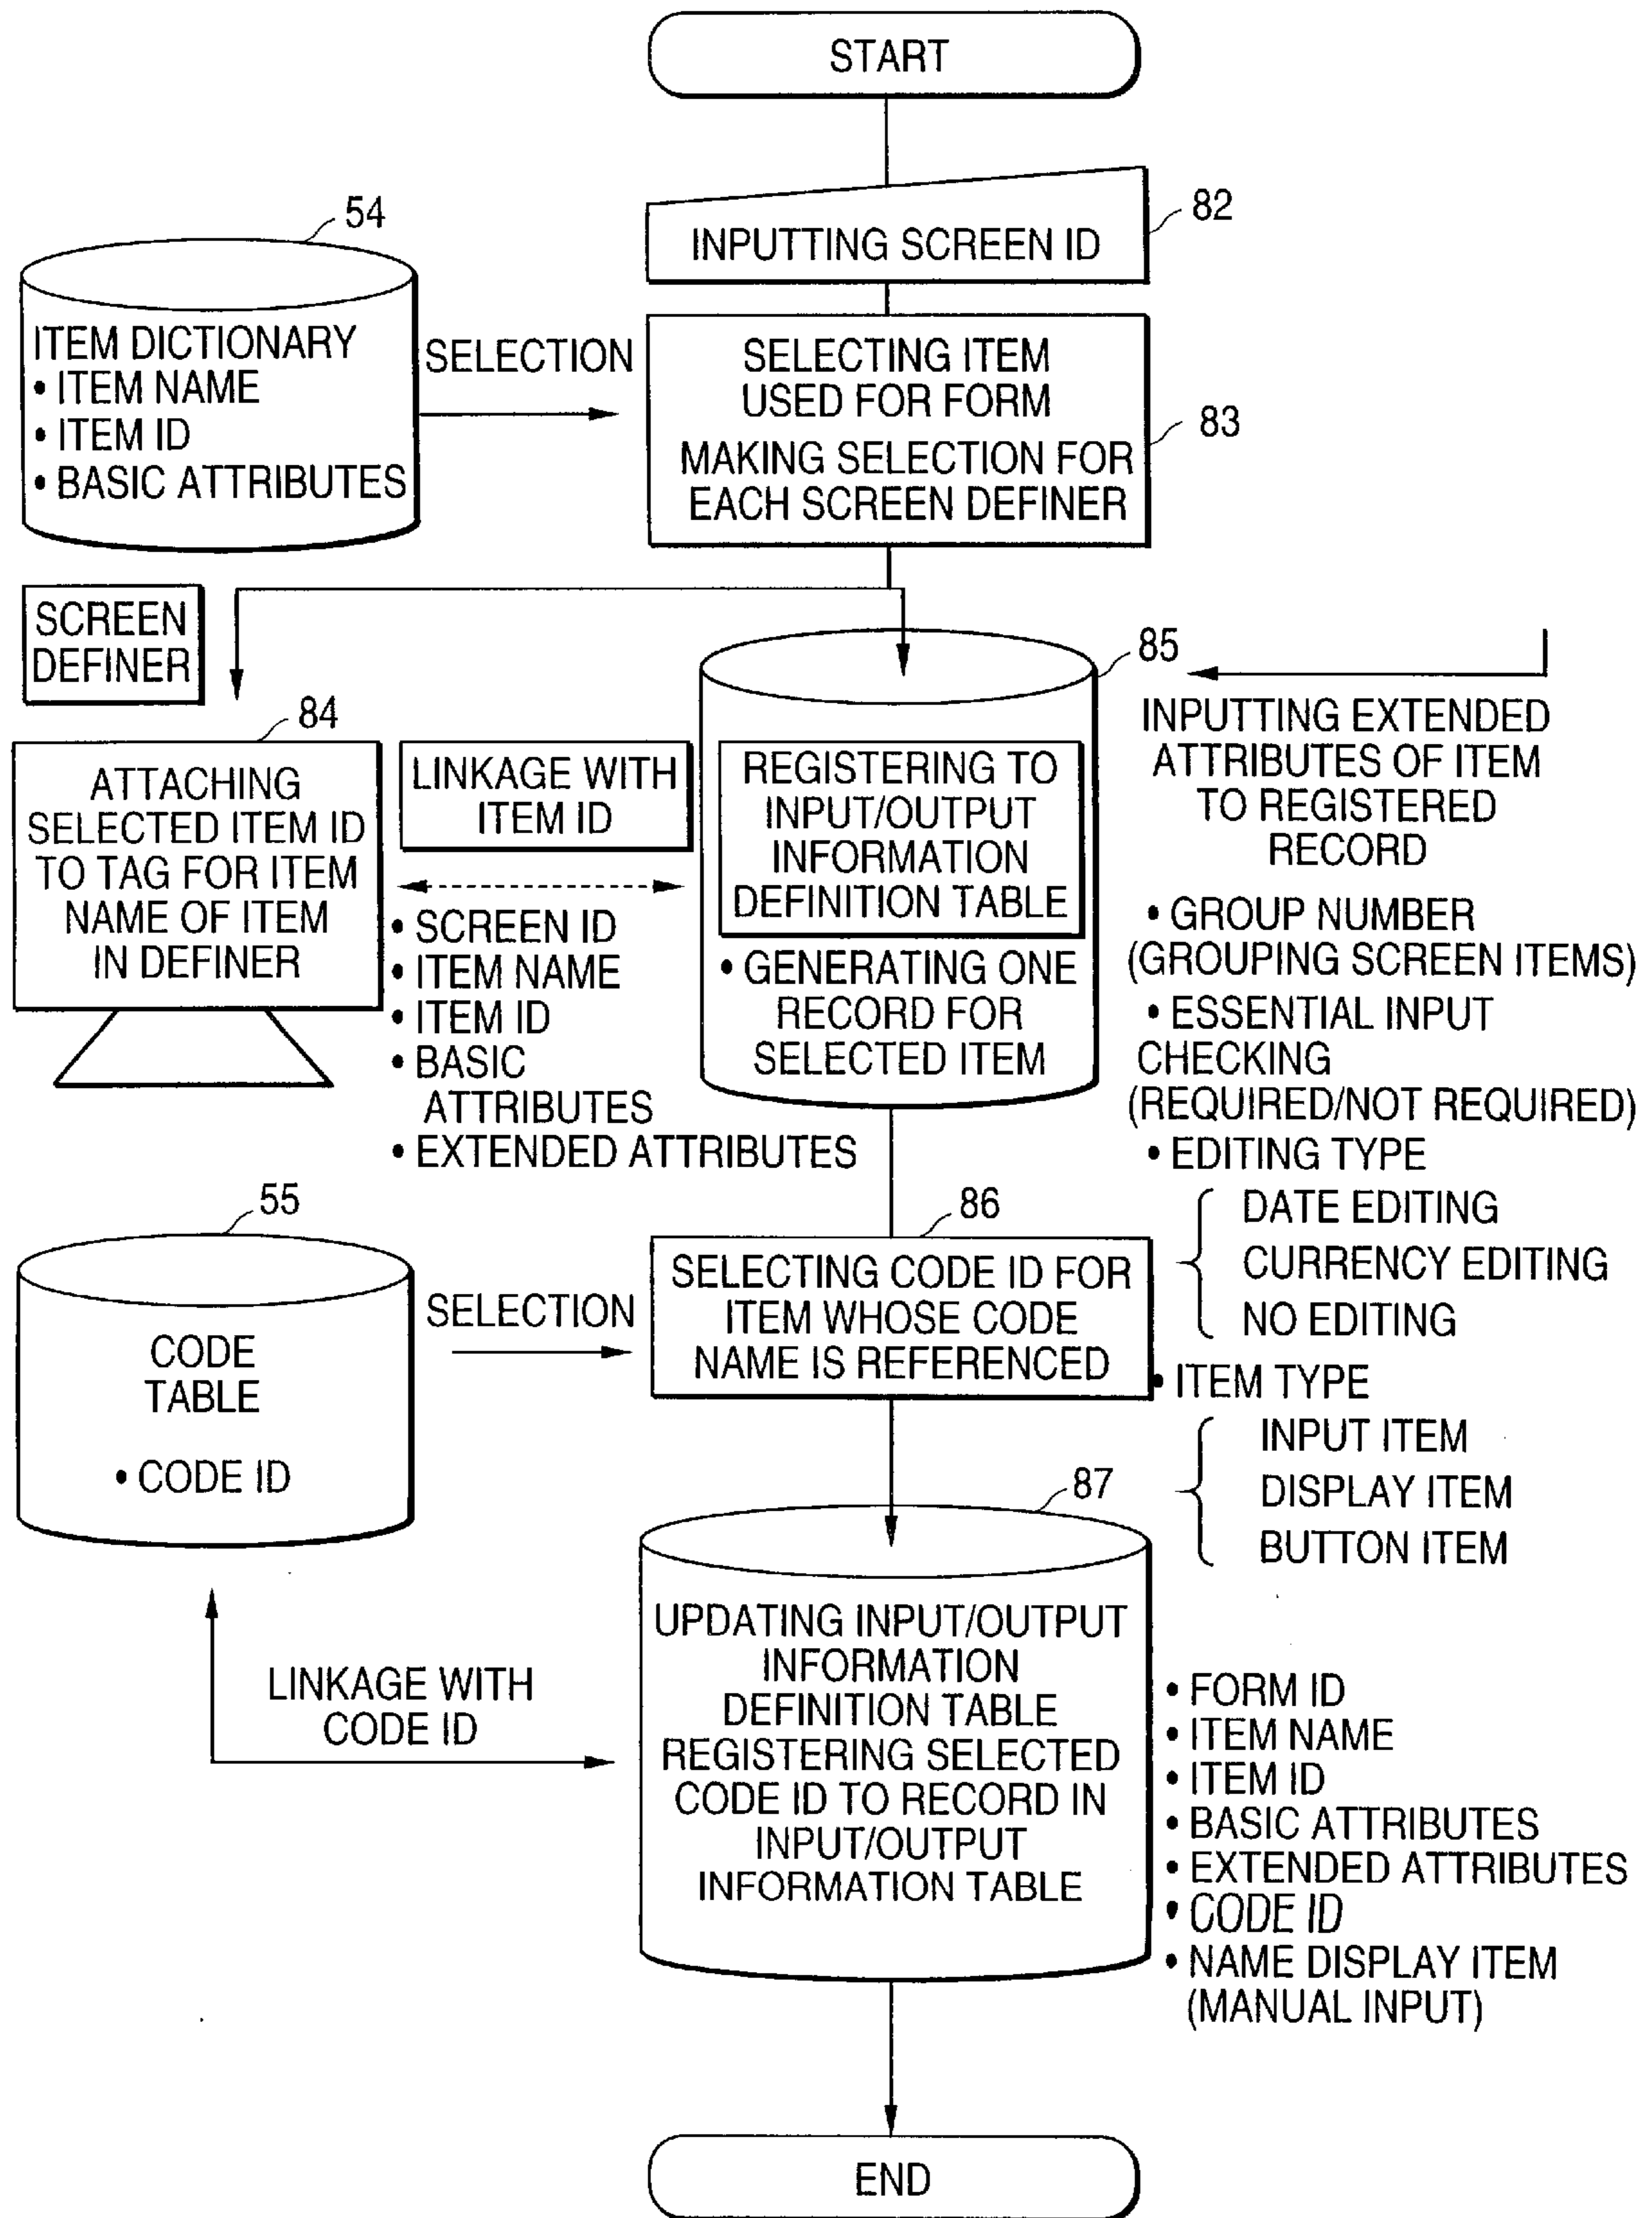 START
82
INPUTTING SCREEN ID
54
ITEM DICTIONARY
• ITEM NAME
• ITEM ID
• BASIC ATTRIBUTES
SELECTION
SELECTING ITEM
USED FOR FORM
MAKING SELECTION FOR
EACH SCREEN DEFINER
83
SCREEN
DEFINER
84
ATTACHING
SELECTED ITEM ID
TO TAG FOR ITEM
NAME OF ITEM
IN DEFINER
LINKAGE WITH
ITEM ID
• SCREEN ID
• ITEM NAME
• ITEM ID
• BASIC
ATTRIBUTES
• EXTENDED ATTRIBUTES
85
REGISTERING TO
INPUT/OUTPUT
INFORMATION
DEFINITION TABLE
• GENERATING ONE
RECORD FOR
SELECTED ITEM
INPUTTING EXTENDED
ATTRIBUTES OF ITEM
TO REGISTERED
RECORD
• GROUP NUMBER
(GROUPING SCREEN ITEMS)
• ESSENTIAL INPUT
CHECKING
(REQUIRED/NOT REQUIRED)
• EDITING TYPE
DATE EDITING
CURRENCY EDITING
NO EDITING
• ITEM TYPE
INPUT ITEM
DISPLAY ITEM
BUTTON ITEM
55
CODE
TABLE
• CODE ID
SELECTION
86
SELECTING CODE ID FOR
ITEM WHOSE CODE
NAME IS REFERENCED
LINKAGE WITH
CODE ID
87
UPDATING INPUT/OUTPUT
INFORMATION
DEFINITION TABLE
REGISTERING SELECTED
CODE ID TO RECORD IN
INPUT/OUTPUT
INFORMATION TABLE
• FORM ID
• ITEM NAME
• ITEM ID
• BASIC ATTRIBUTES
• EXTENDED ATTRIBUTES
• CODE ID
• NAME DISPLAY ITEM
(MANUAL INPUT)
END